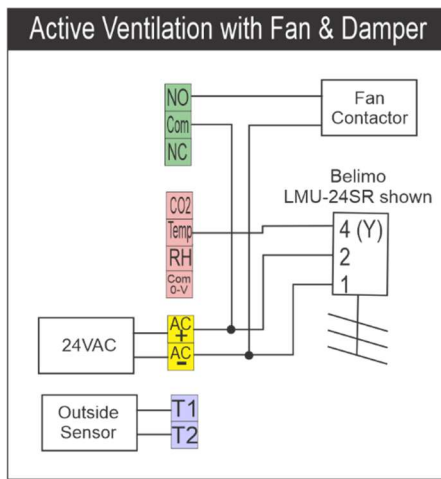 Active Ventilation with Fan & Damper
NO
Com
NC
Fan
Contactor
Belimo
LMU-24SR shown
CO2
Temp
RH
Com
0-V
4 (Y)
2
1
24VAC
AC
+
AC
-
Outside
Sensor
T1
T2